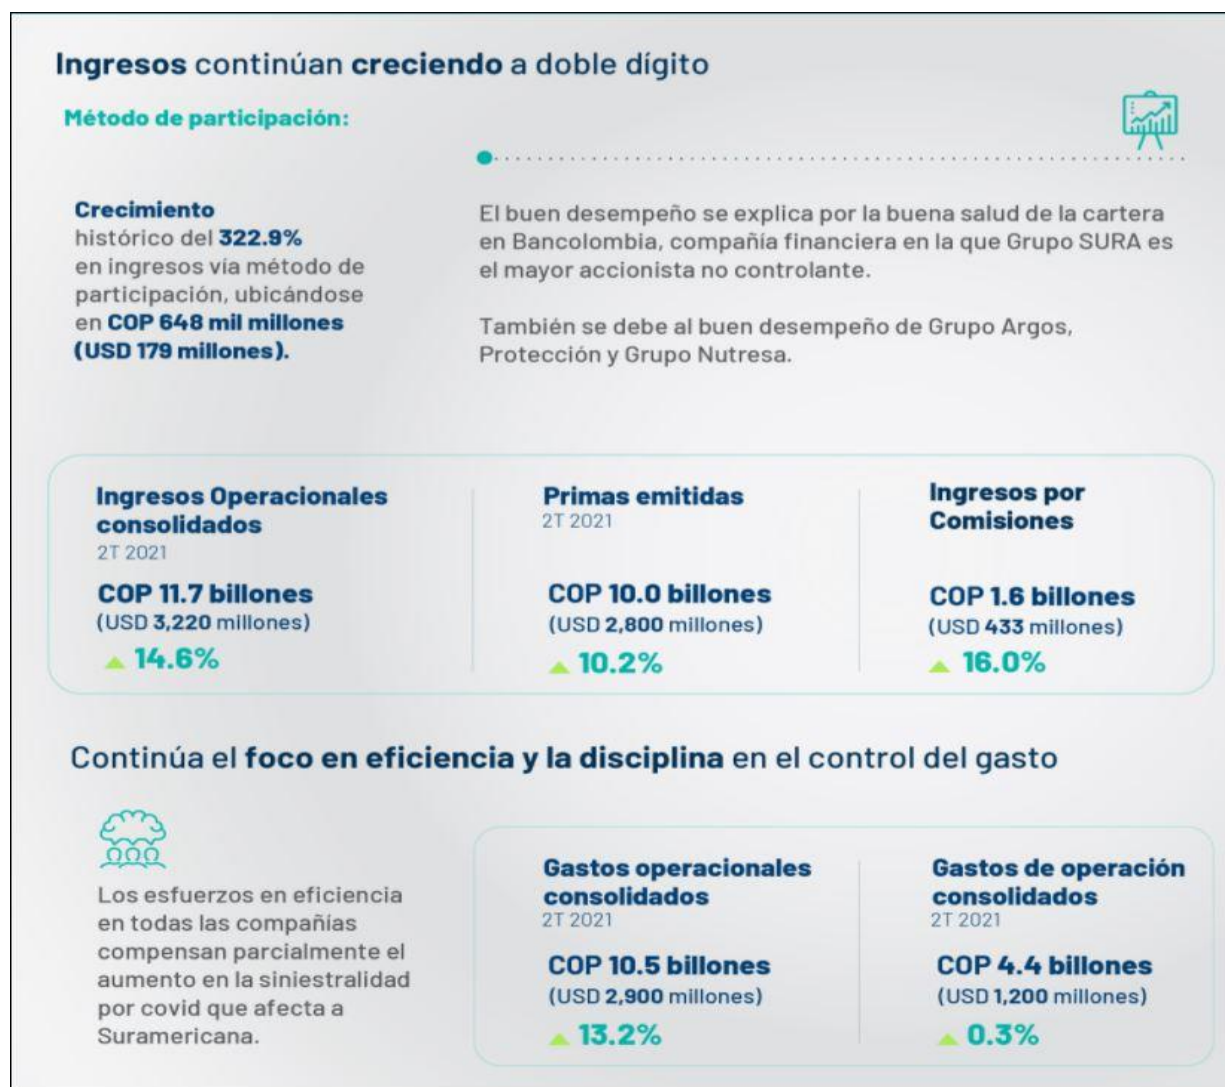 Ingresos continúan creciendo a doble dígito
Método de participación:
Crecimiento
histórico del 322.9%
en ingresos vía método de
participación, ubicándose
en COP 648 mil millones
(USD 179 millones).
El buen desempeño se explica por la buena salud de la cartera
en Bancolombia, compañía financiera en la que Grupo SURA es
el mayor accionista no controlante.
También se debe al buen desempeño de Grupo Argos,
Protección y Grupo Nutresa.
Ingresos Operacionales
consolidados
2T 2021
COP 11.7 billones
(USD 3,220 millones)
14.6%
Primas emitidas
2T 2021
COP 10.0 billones
(USD 2,800 millones)
10.2%
Ingresos por
Comisiones
COP 1.6 billones
(USD 433 millones)
16.0%
Continúa el foco en eficiencia y la disciplina en el control del gasto
Los esfuerzos en eficiencia
en todas las compañías
compensan parcialmente el
aumento en la siniestralidad
por covid que afecta a
Suramericana.
Gastos operacionales
consolidados
2T 2021
COP 10.5 billones
(USD 2,900 millones)
13.2%
Gastos de operación
consolidados
2T 2021
COP 4.4 billones
(USD 1,200 millones)
0.3%